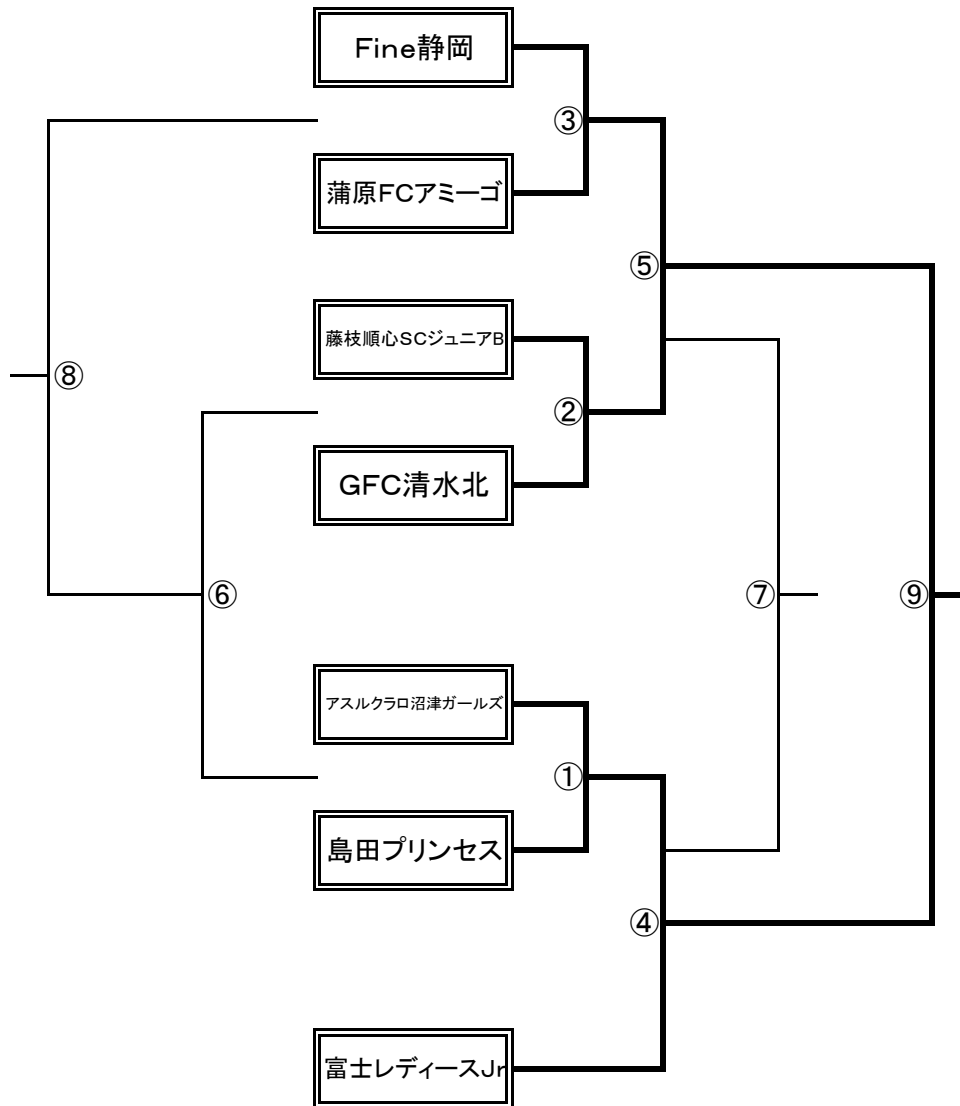 Fine静岡
③
蒲原FCアミーゴ
⑤
藤枝順心SCジュニアB
⑧
②
GFC清水北
⑥
⑦
⑨
アスルクラロ沼津ガールズ
①
島田プリンセス
④
富士レディースJr